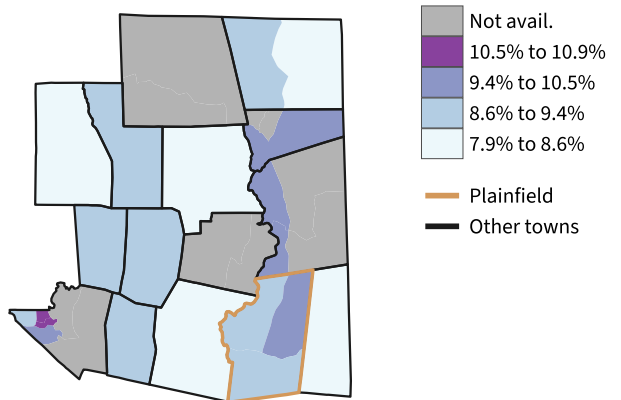 Not avail.
10.5% to 10.9%
9.4% to 10.5%
8.6% to 9.4%
7.9% to 8.6%
Plainfield
Other towns